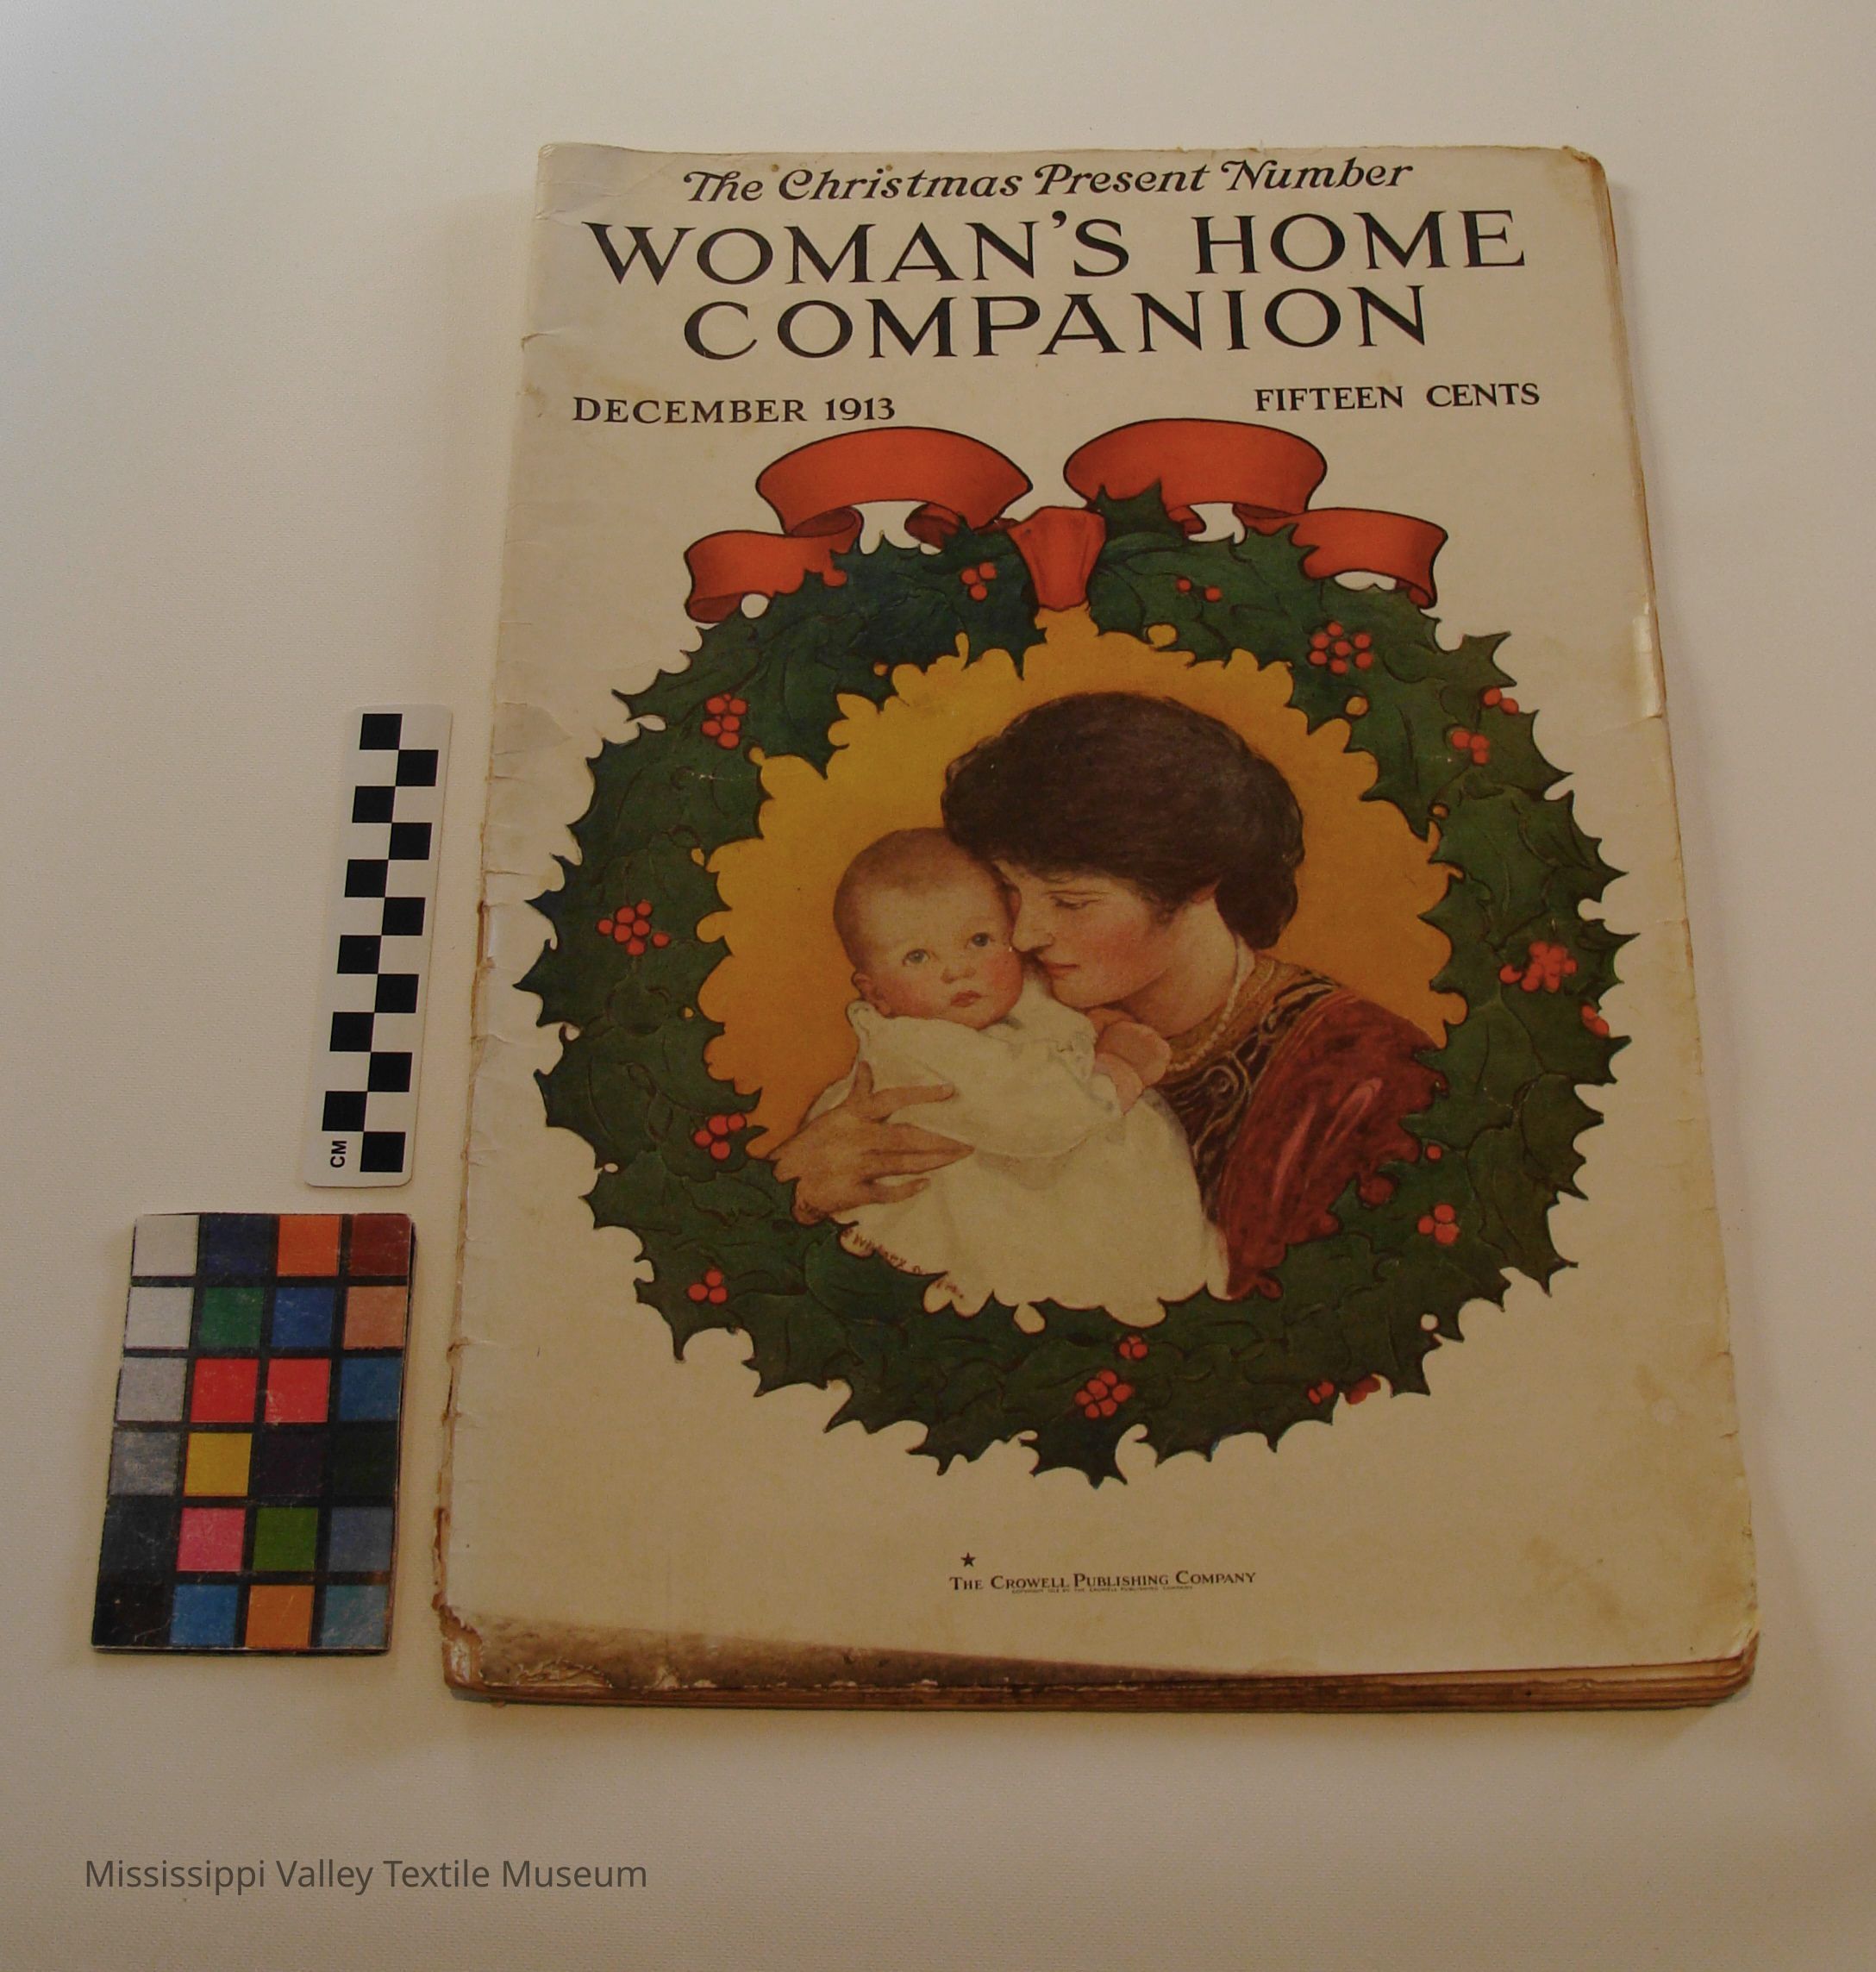 The Christmas Present Number
WOMAN'S HOME
COMPANION
DECEMBER 1913
FIFTEEN CENTS
THE CROWELL PUBLISHING COMPANY
CM
Mississippi Valley Textile Museum